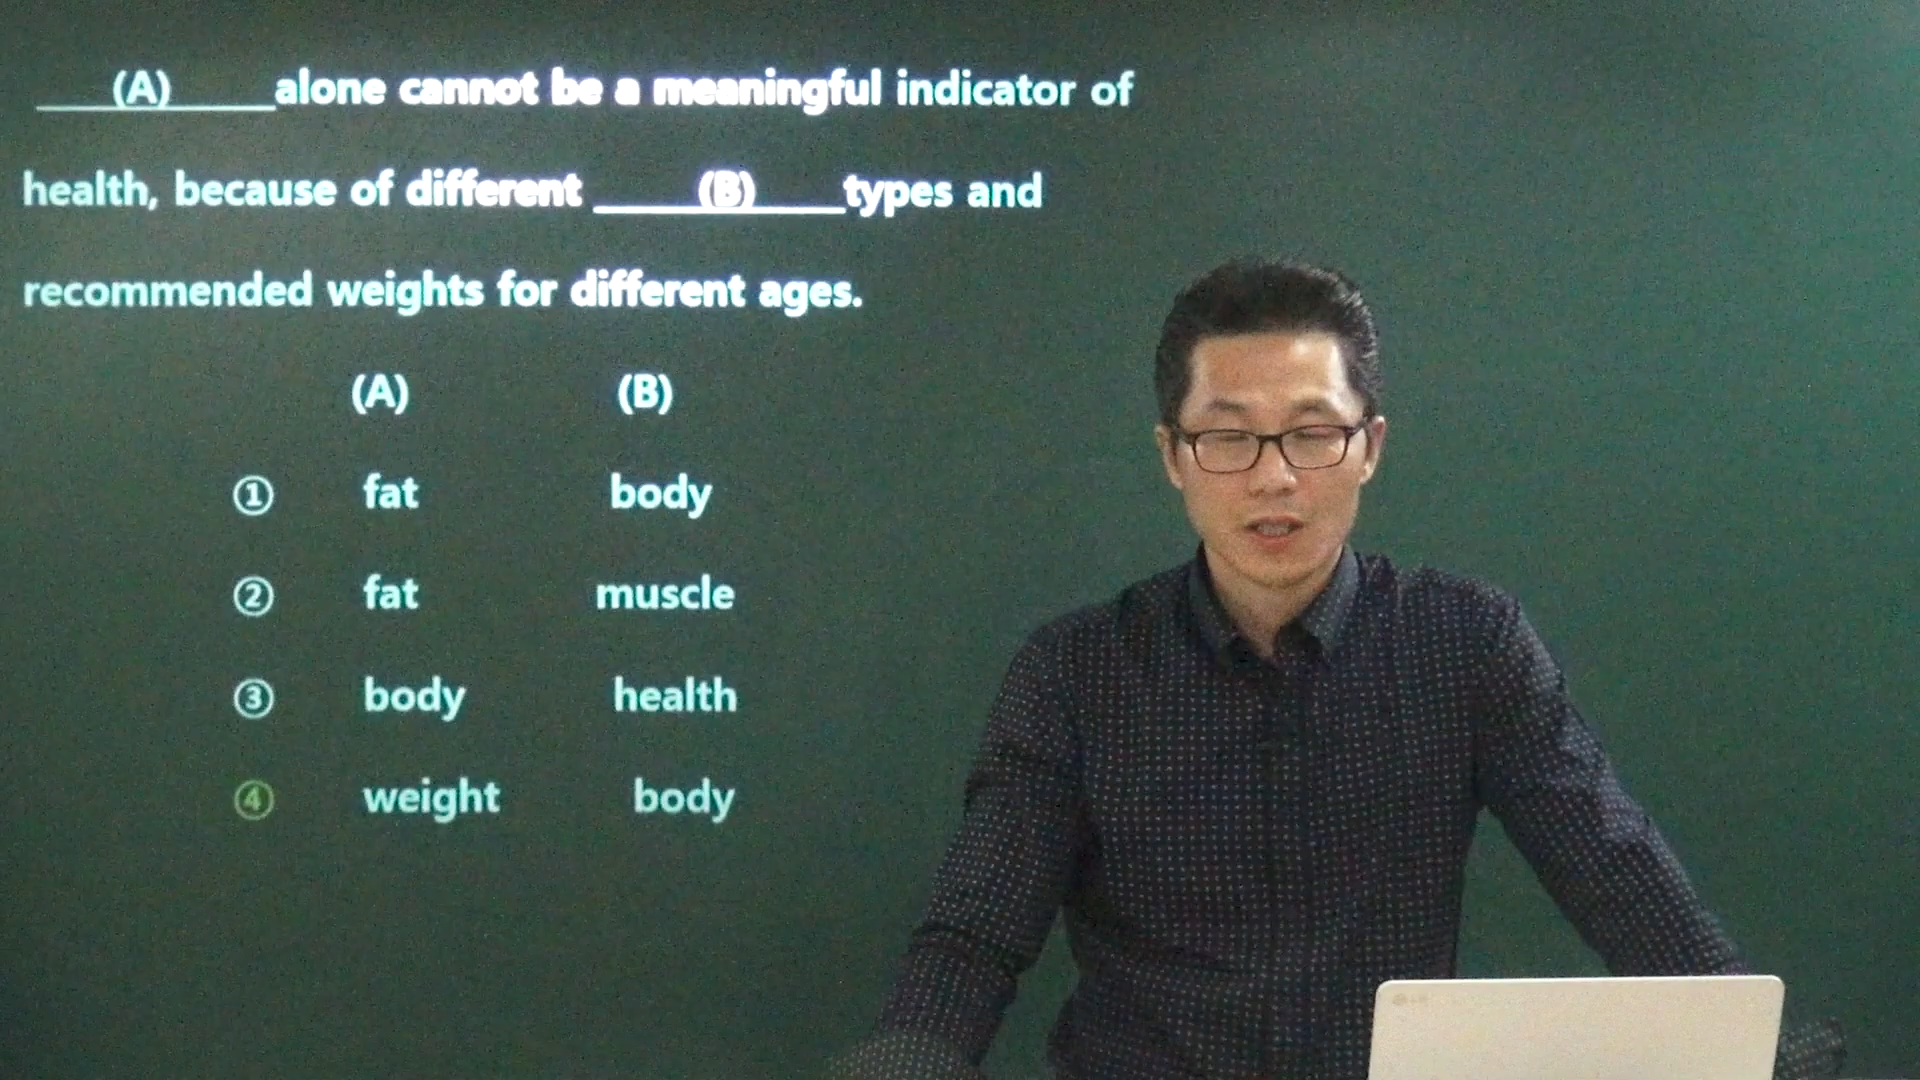 (A) alone cannot be a meaningful indicator of
health, because of different (B) types and
recommended weights for different ages.
(A) (B)
① fat body
② fat muscle
③ body health
④ weight body